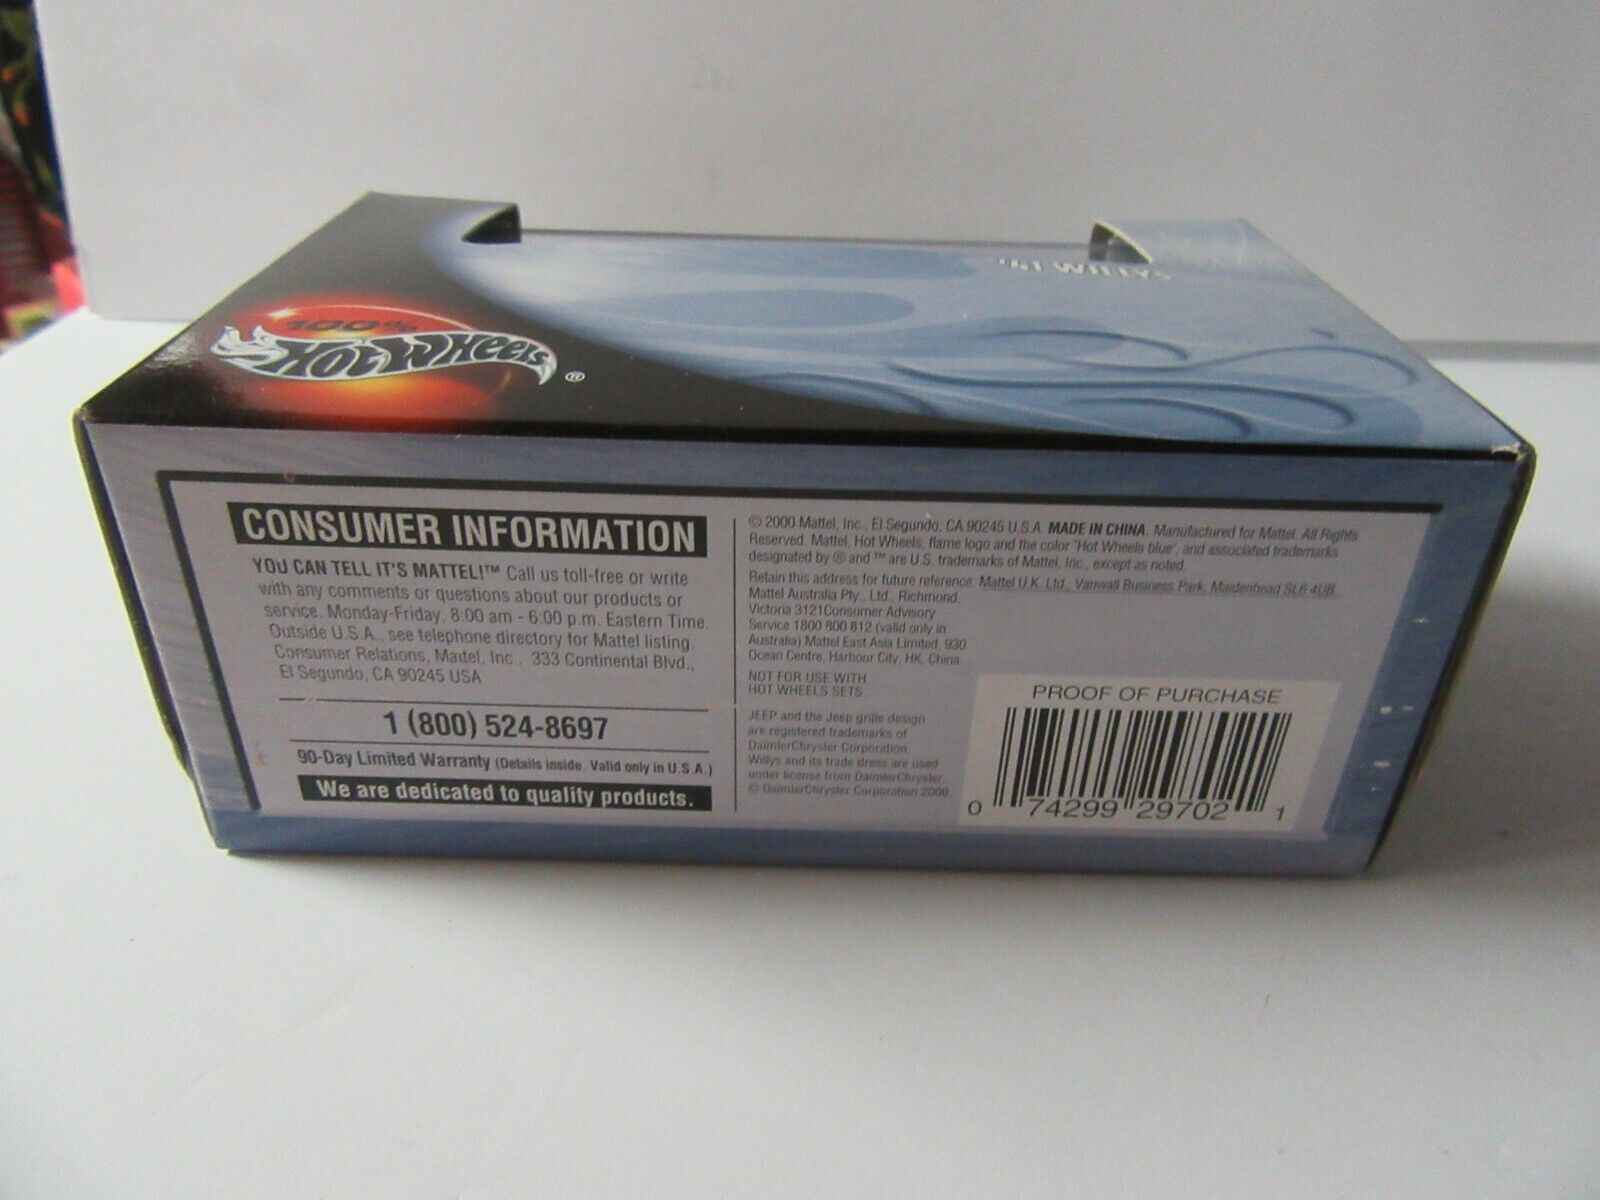 '41 WILLYS
100%
HOT WHEELS ®
CONSUMER INFORMATION
YOU CAN TELL IT'S MATTEL!™ Call us toll-free or write
with any comments or questions about our products or
service. Monday-Friday, 8:00 am - 6:00 p.m. Eastern Time.
Outside U.S.A., see telephone directory for Mattel listing.
Consumer Relations, Mattel, Inc., 333 Continental Blvd.,
El Segundo, CA 90245 USA
1 (800) 524-8697
90-Day Limited Warranty (Details inside. Valid only in U.S.A.)
We are dedicated to quality products.
© 2000 Mattel, Inc., El Segundo, CA 90245 U.S.A. MADE IN CHINA. Manufactured for Mattel. All Rights
Reserved. Mattel, Hot Wheels, flame logo and the color "Hot Wheels blue", and associated trademarks
designated by ® and ™ are U.S. trademarks of Mattel, Inc., except as noted.
Retain this address for future reference: Mattel U.K. Ltd., Vanwall Business Park, Maidenhead SL6 4UB.
Mattel Australia Pty., Ltd., Richmond,
Victoria 3121Consumer Advisory
Service 1800 800 812 (valid only in
Australia) Mattel East Asia Limited, 930
Ocean Centre, Harbour City, HK, China.
NOT FOR USE WITH
HOT WHEELS SETS.
JEEP and the Jeep grille design
are registered trademarks of
DaimlerChrysler Corporation.
Willys and its trade dress are used
under license from DaimlerChrysler.
© DaimlerChrysler Corporation 2000.
PROOF OF PURCHASE
0 74299 29702 1